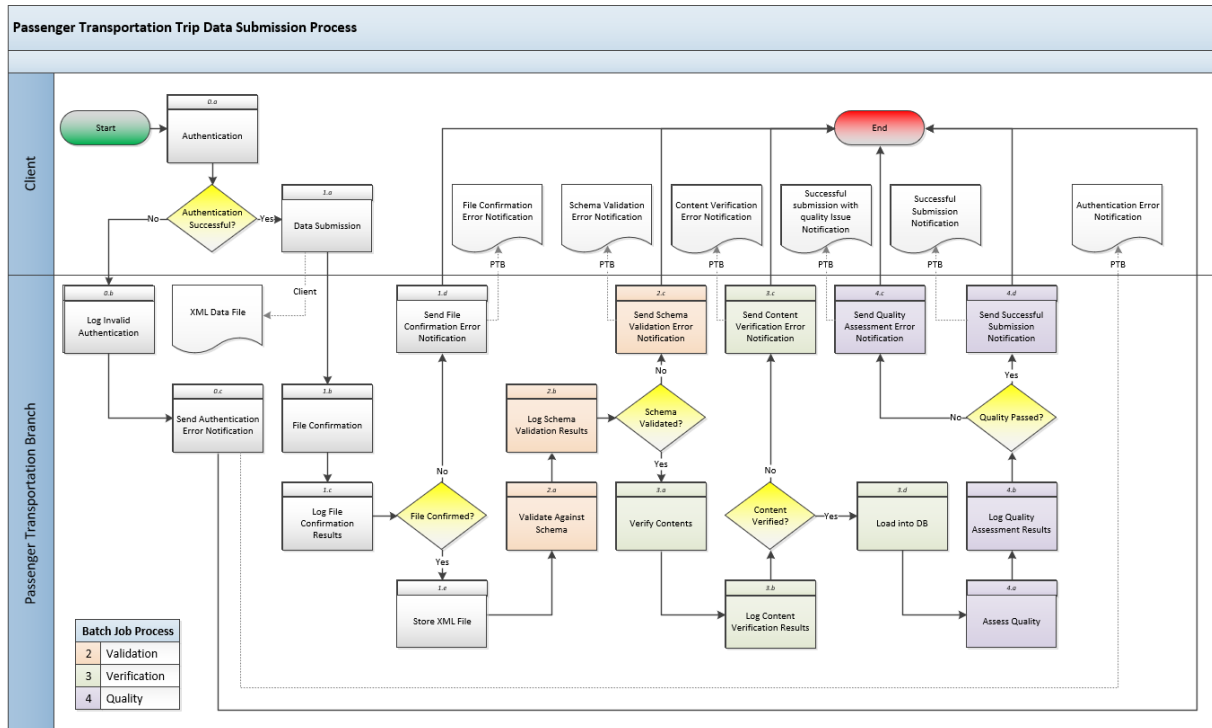 Passenger Transportation Trip Data Submission Process
Client
Start
0.a
Authentication
Authentication
Successful?
No
Yes
1.a
Data Submission
End
File Confirmation
Error Notification
Schema Validation
Error Notification
Content Verification
Error Notification
Successful
submission with
quality Issue
Notification
Successful
Submission
Notification
Authentication Error
Notification
PTB
PTB
PTB
PTB
PTB
PTB
Passenger Transportation Branch
0.b
Log Invalid
Authentication
XML Data File
Client
1.d
Send File
Confirmation Error
Notification
2.c
Send Schema
Validation Error
Notification
3.c
Send Content
Verification Error
Notification
4.c
Send Quality
Assessment Error
Notification
4.d
Send Successful
Submission
Notification
0.c
Send Authentication
Error Notification
1.b
File Confirmation
2.b
Log Schema
Validation Results
No
Schema
Validated?
Yes
Yes
Quality Passed?
No
1.c
Log File
Confirmation
Results
No
File Confirmed?
Yes
2.a
Validate Against
Schema
3.a
Verify Contents
No
Content
Verified?
Yes
3.d
Load into DB
4.b
Log Quality
Assessment Results
1.e
Store XML File
3.b
Log Content
Verification Results
4.a
Assess Quality
Batch Job Process
2 Validation
3 Verification
4 Quality